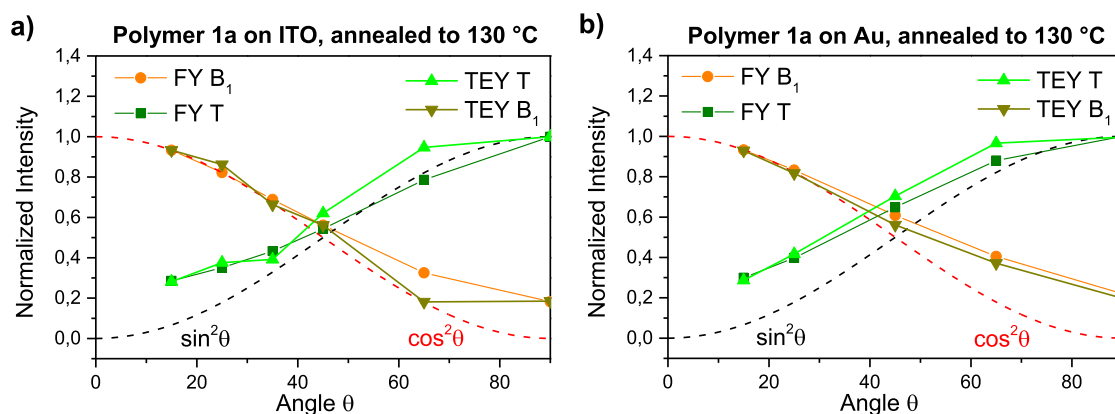 a)
Polymer 1a on ITO, annealed to 130 °C
1,4
1,2
1,0
0,8
0,6
0,4
0,2
0,0
Normalized Intensity
FY B₁
FY T
TEY T
TEY B₁
sin²θ
cos²θ
0 20 40 60 80
Angle θ
b)
Polymer 1a on Au, annealed to 130 °C
1,4
1,2
1,0
0,8
0,6
0,4
0,2
0,0
Normalized Intensity
FY B₁
FY T
TEY T
TEY B₁
sin²θ
cos²θ
0 20 40 60 80
Angle θ